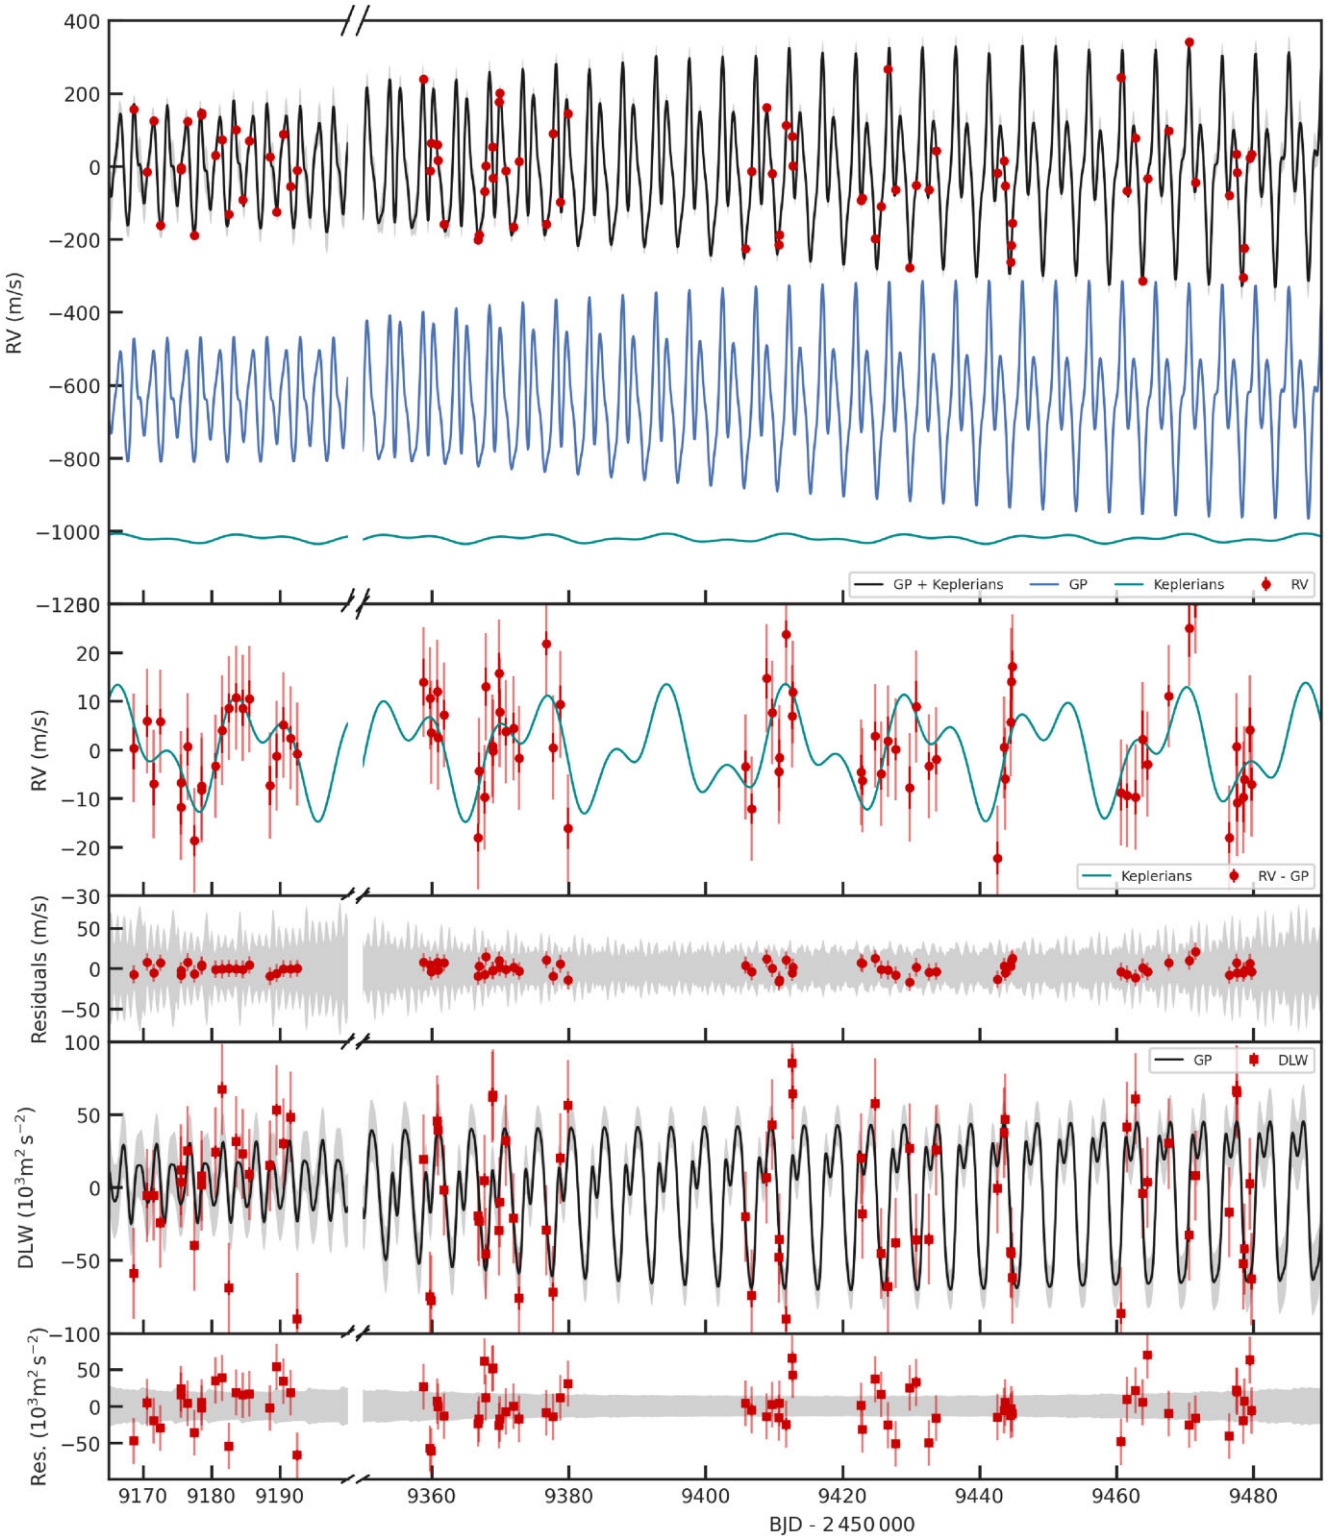 400
200
0
−200
−400
−600
−800
−1000
−1200
RV (m/s)
GP + Keplerians GP Keplerians RV
20
10
0
−10
−20
−30
RV (m/s)
Keplerians RV - GP
50
0
−50
Residuals (m/s)
100
50
0
−50
−100
DLW (10³m² s⁻²)
GP DLW
50
0
−50
Res. (10³m² s⁻²)
9170 9180 9190 9360 9380 9400 9420 9440 9460 9480
BJD - 2 450 000